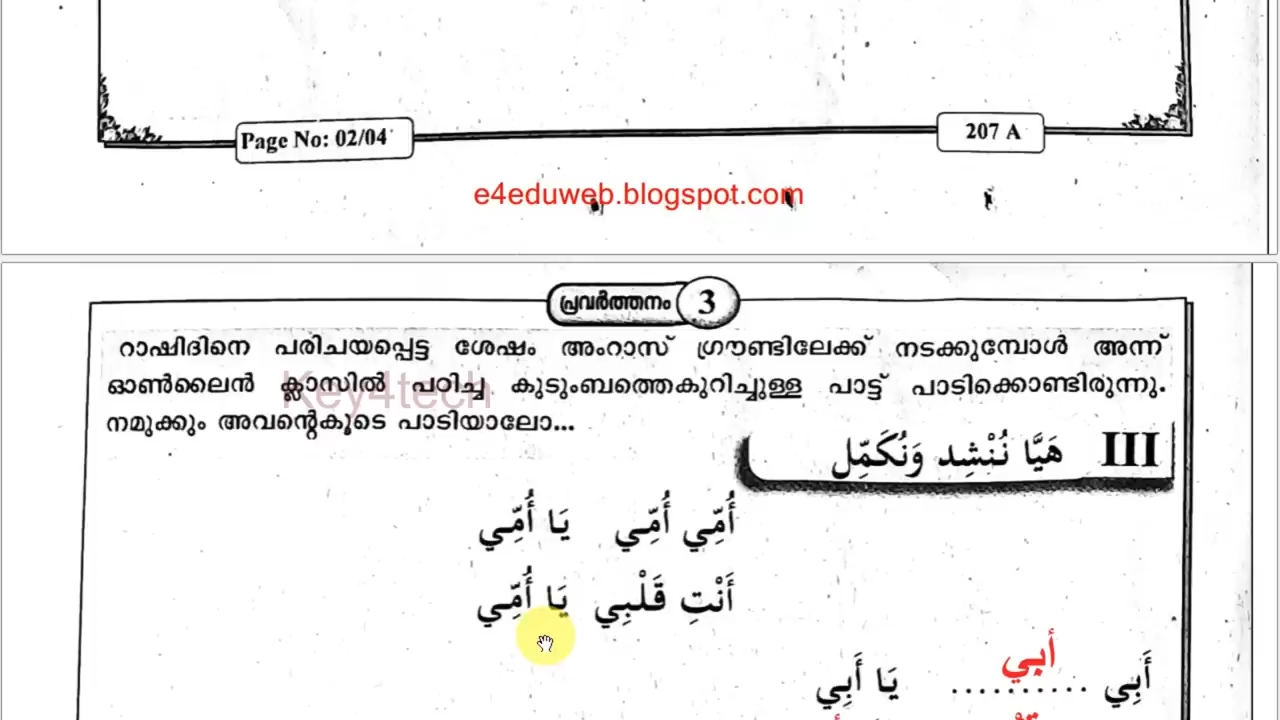 Page No: 02/04
207 A
e4eduweb.blogspot.com
പ്രവർത്തനം 3
റാഷിദിനെ പരിചയപ്പെട്ട ശേഷം അംറാസ് ഗ്രൗണ്ടിലേക്ക് നടക്കുമ്പോൾ അന്ന്
ഓൺലൈൻ ക്ലാസിൽ പഠിച്ച കുടുംബത്തെകുറിച്ചുള്ള പാട്ട് പാടിക്കൊണ്ടിരുന്നു.
Key4tech
നമുക്കും അവന്റെകൂടെ പാടിയാലോ...
III هَيَّا نُنْشِد وَنُكَمِّل
أُمِّي أُمِّي يَا أُمِّي
أَنْتِ قَلْبِي يَا أُمِّي
أبي
أَبِي .......... يَا أَبِي